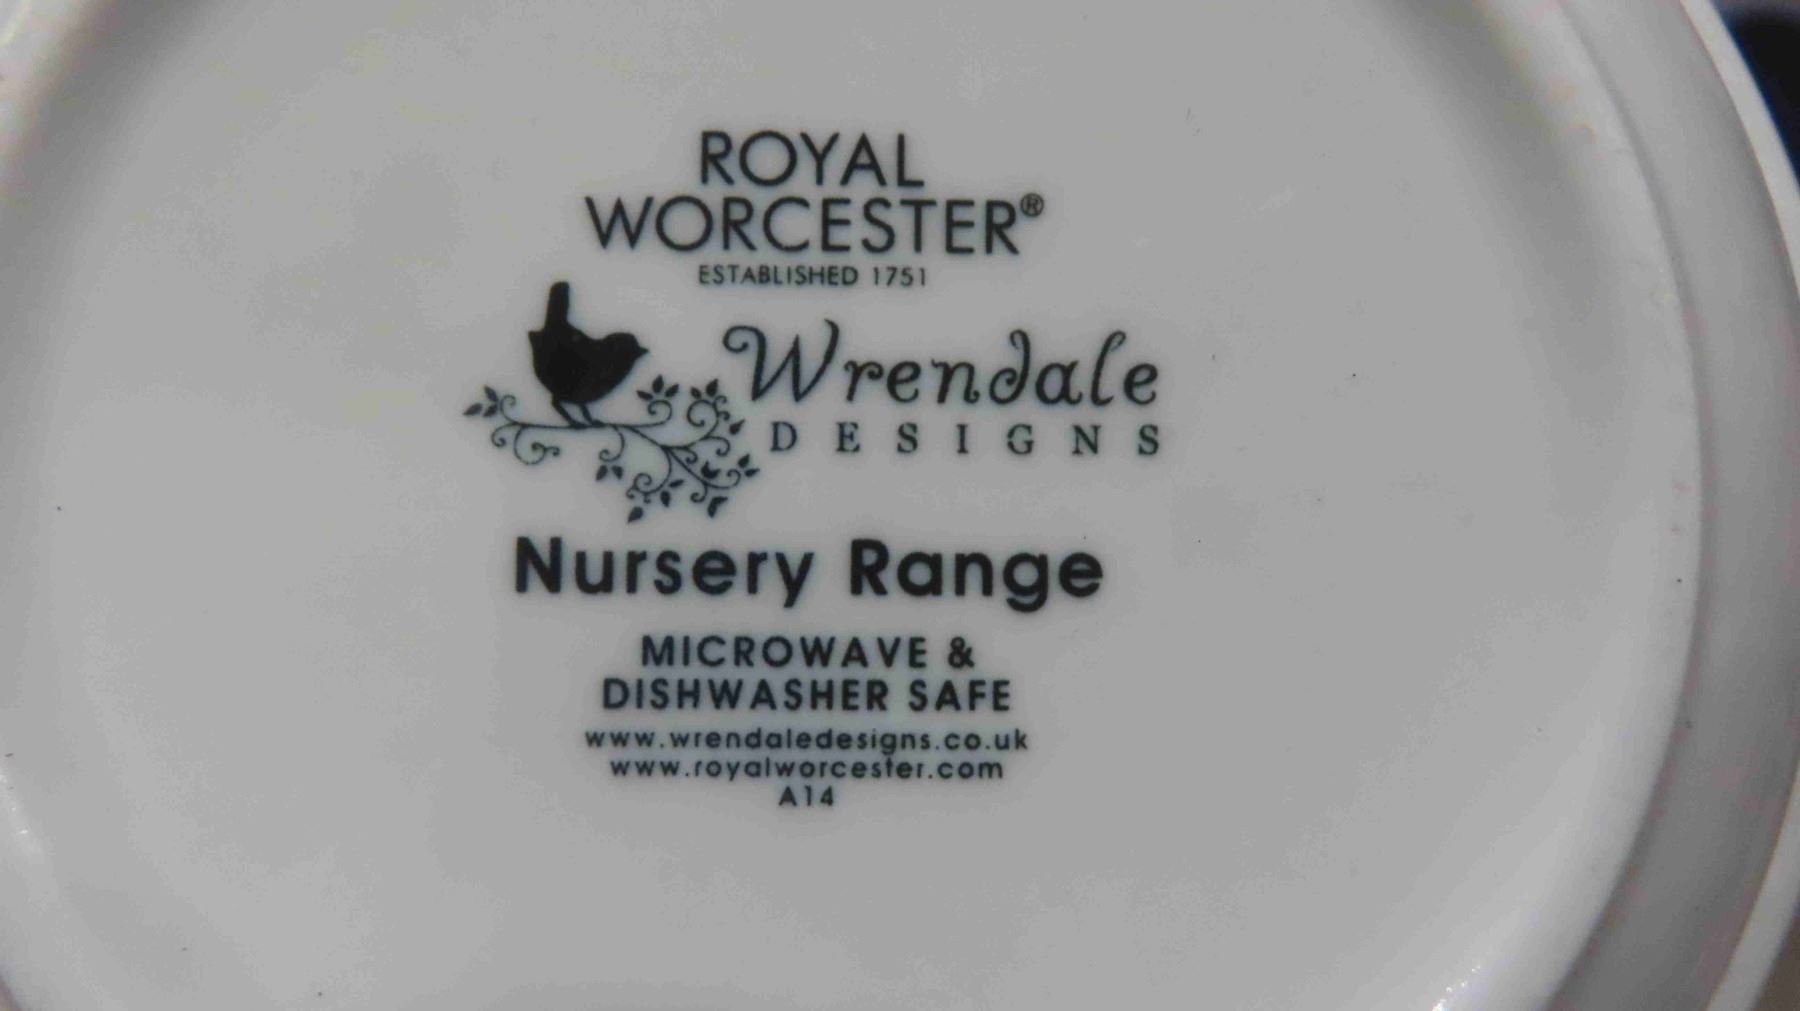 ROYAL
WORCESTER®
ESTABLISHED 1751
Wrendale
DESIGNS
Nursery Range
MICROWAVE &
DISHWASHER SAFE
www.wrendaledesigns.co.uk
www.royalworcester.com
A14